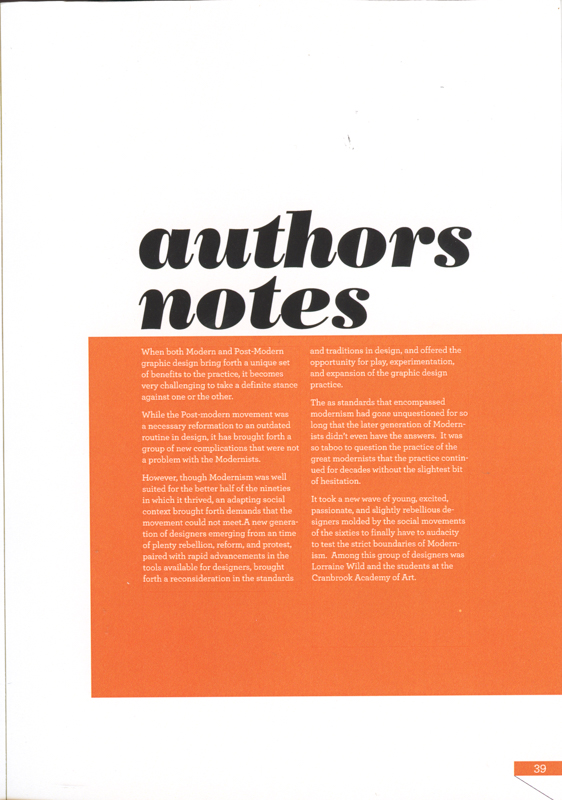 authors
notes
When both Modern and Post-Modern
graphic design bring forth a unique set
of benefits to the practice, it becomes
very challenging to take a definite stance
against one or the other.
While the Post-modern movement was
a necessary reformation to an outdated
routine in design, it has brought forth a
group of new complications that were not
a problem with the Modernists.
However, though Modernism was well
suited for the better half of the nineties
in which it thrived, an adapting social
context brought forth demands that the
movement could not meet.A new genera-
tion of designers emerging from an time
of plenty rebellion, reform, and protest,
paired with rapid advancements in the
tools available for designers, brought
forth a reconsideration in the standards
and traditions in design, and offered the
opportunity for play, experimentation,
and expansion of the graphic design
practice.
The aa standards that encompassed
modernism had gone unquestioned for so
long that the later generation of Modern-
ists didn't even have the answers.  It was
so taboo to question the practice of the
great modernists that the practice contin-
ued for decades without the slightest bit
of hesitation.
It took a new wave of young, excited,
passionate, and slightly rebellious de-
signers molded by the social movements
of the sixties to finally have to audacity
to test the strict boundaries of Modern-
ism.  Among this group of designers was
Lorraine Wild and the students at the
Cranbrook Academy of Art.
39